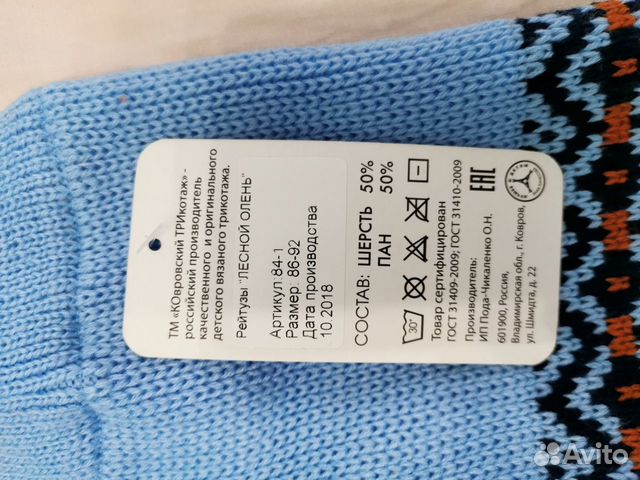 ТМ «КОвровский ТРИкотаж» -
российский производитель
качественного и оригинального
детского вязаного трикотажа.
Рейтузы "ЛЕСНОЙ ОЛЕНЬ"
Артикул 84-1
Размер: 86-92
Дата производства
10.2018
СОСТАВ: ШЕРСТЬ 50%
ПАН 50%
30°
Товар сертифицирован
ГОСТ 31409-2009; ГОСТ 31410-2009
Производитель:
ИП Пода-Чикаленко О.Н.
601900, Россия,
Владимирская обл., г. Ковров,
ул. Шмидта, д. 22
EAC
Avito